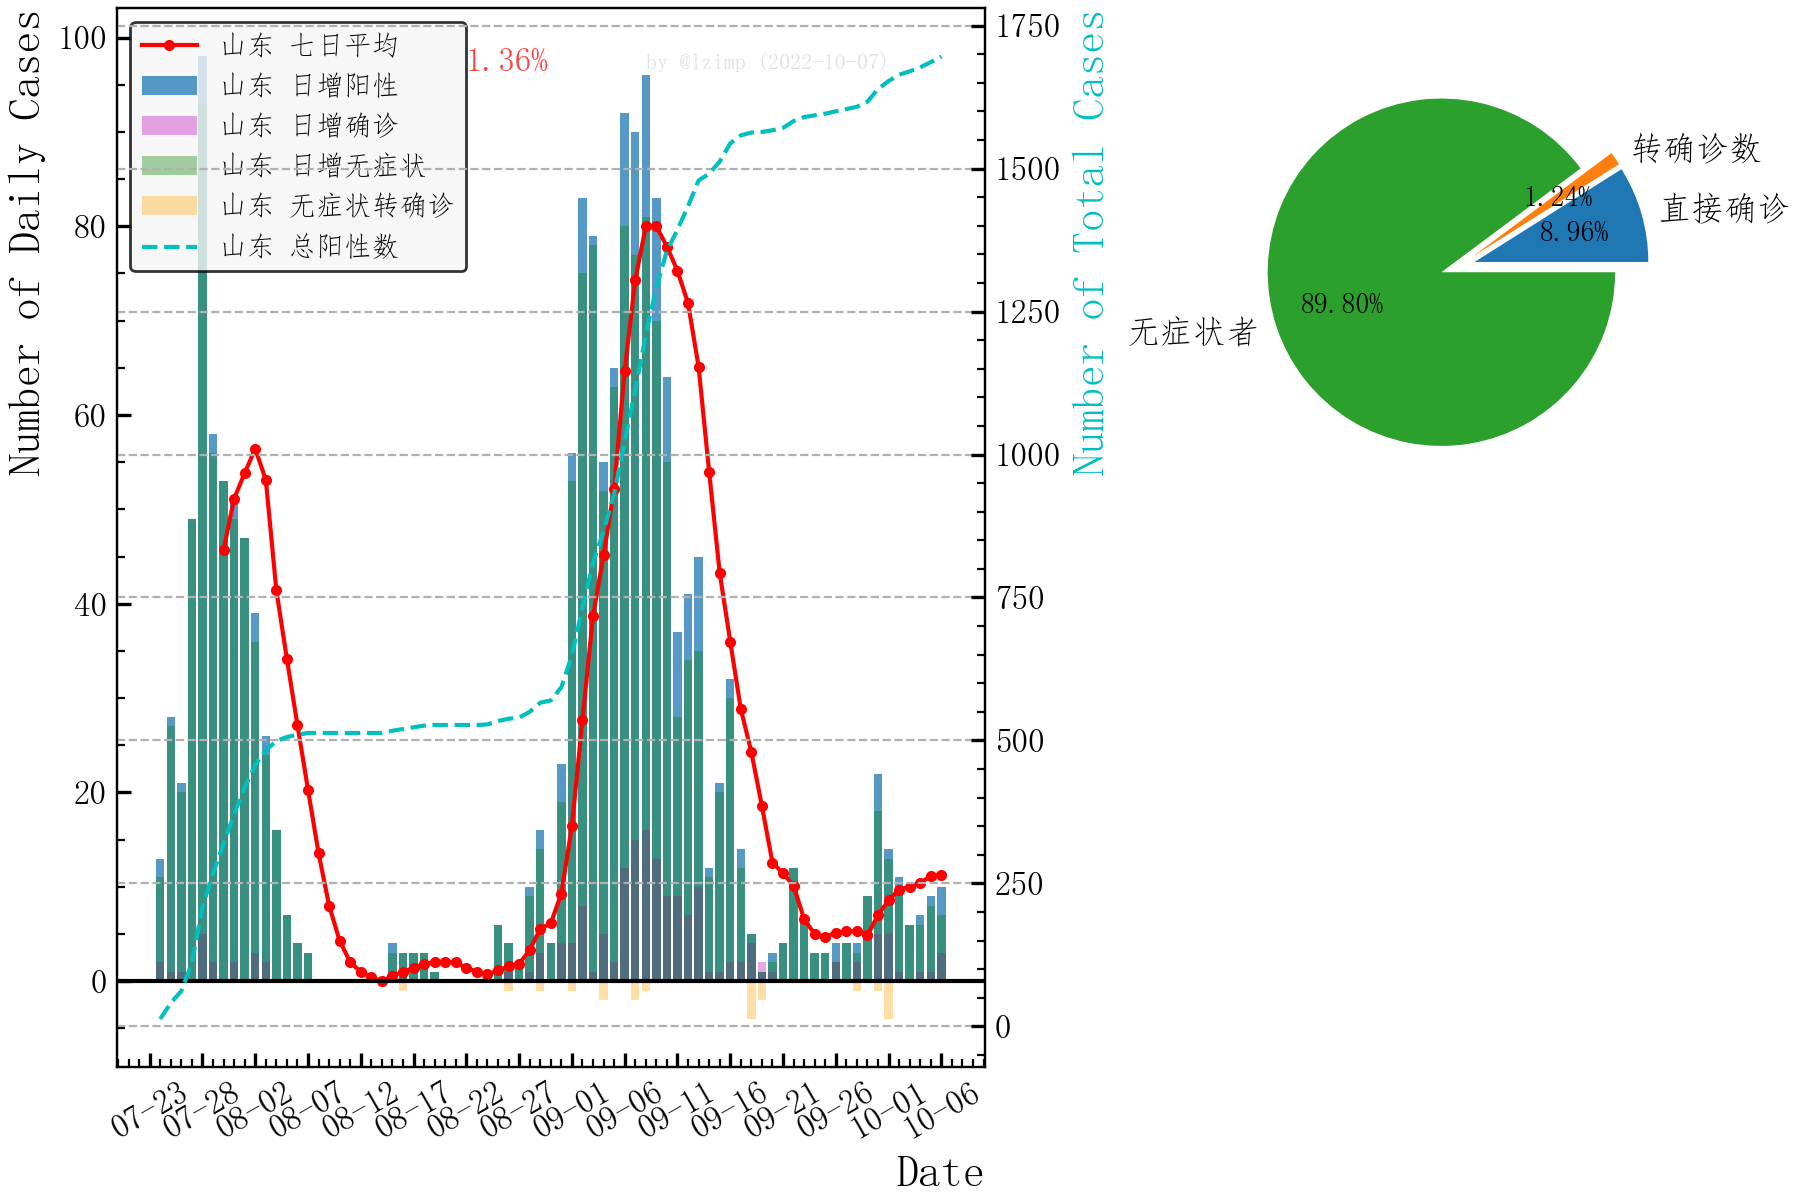 Number of Daily Cases
100
80
60
40
20
0
山东 七日平均
山东 日增阳性
山东 日增确诊
山东 日增无症状
山东 无症状转确诊
山东 总阳性数
1.36%
by @lzimp (2022-10-07)
1750
1500
1250
1000
750
500
250
0
Number of Total Cases
07-23
07-28
08-02
08-07
08-12
08-17
08-22
08-27
09-01
09-06
09-11
09-16
09-21
09-26
10-01
10-06
Date
转确诊数
1.24%
直接确诊
8.96%
89.80%
无症状者